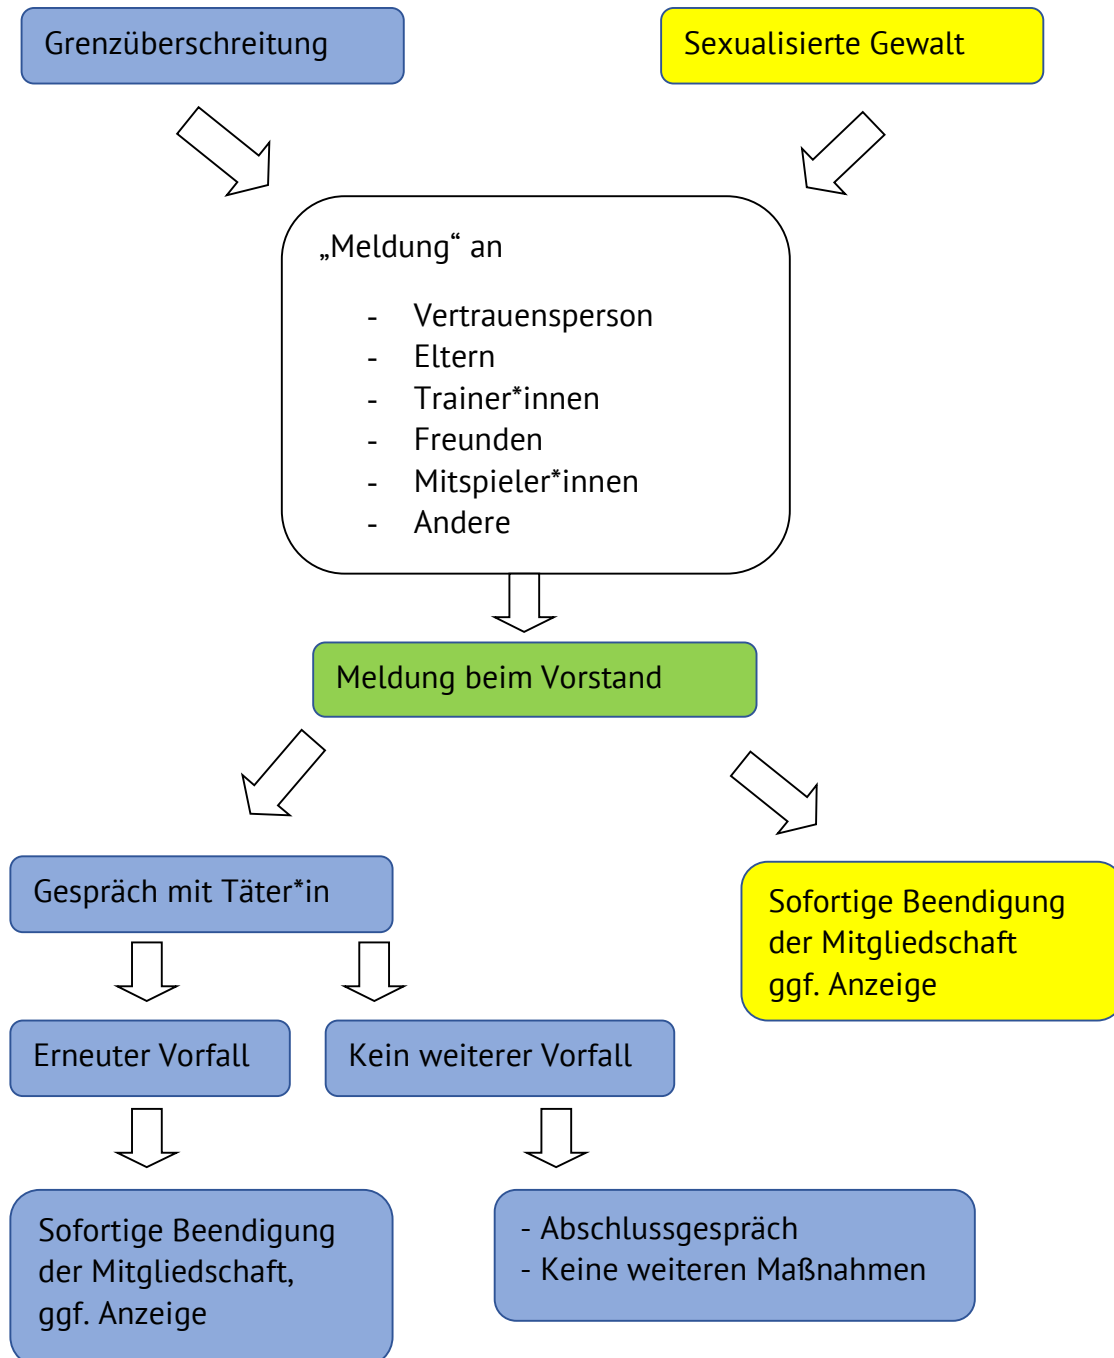 Grenzüberschreitung
Sexualisierte Gewalt
„Meldung“ an
- Vertrauensperson
- Eltern
- Trainer*innen
- Freunden
- Mitspieler*innen
- Andere
Meldung beim Vorstand
Gespräch mit Täter*in
Sofortige Beendigung
der Mitgliedschaft
ggf. Anzeige
Erneuter Vorfall
Kein weiterer Vorfall
Sofortige Beendigung
der Mitgliedschaft,
ggf. Anzeige
- Abschlussgespräch
- Keine weiteren Maßnahmen